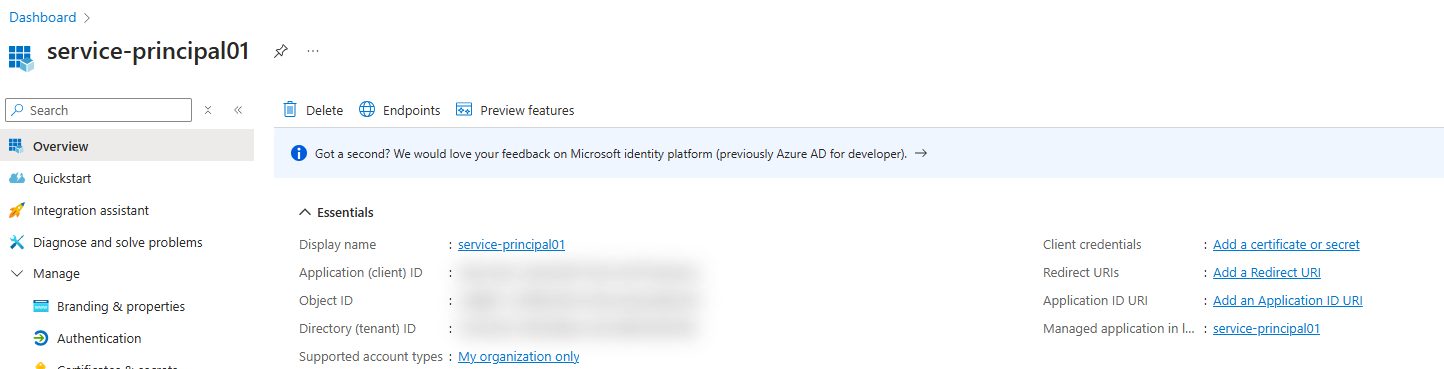 Dashboard
service-principal01
Search
Overview
Quickstart
Integration assistant
Diagnose and solve problems
Manage
Branding & properties
Authentication
Certificates & secrets
Delete Endpoints Preview features
Got a second? We would love your feedback on Microsoft identity platform (previously Azure AD for developer).
Essentials
Display name : service-principal01
Application (client) ID :
Object ID :
Directory (tenant) ID :
Supported account types : My organization only
Client credentials : Add a certificate or secret
Redirect URIs : Add a Redirect URI
Application ID URI : Add an Application ID URI
Managed application in l... : service-principal01